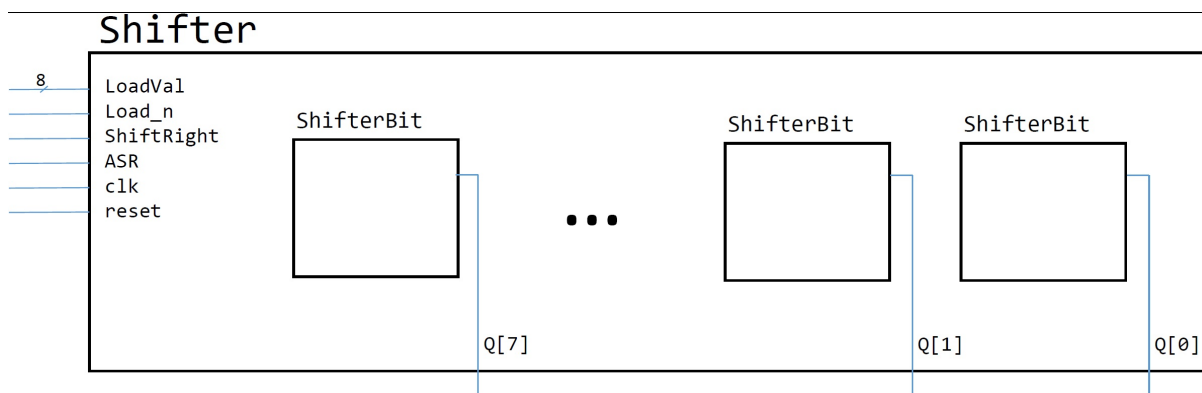 Shifter
8
LoadVal
Load_n
ShiftRight
ASR
clk
reset
ShifterBit
ShifterBit
ShifterBit
...
Q[7]
Q[1]
Q[0]